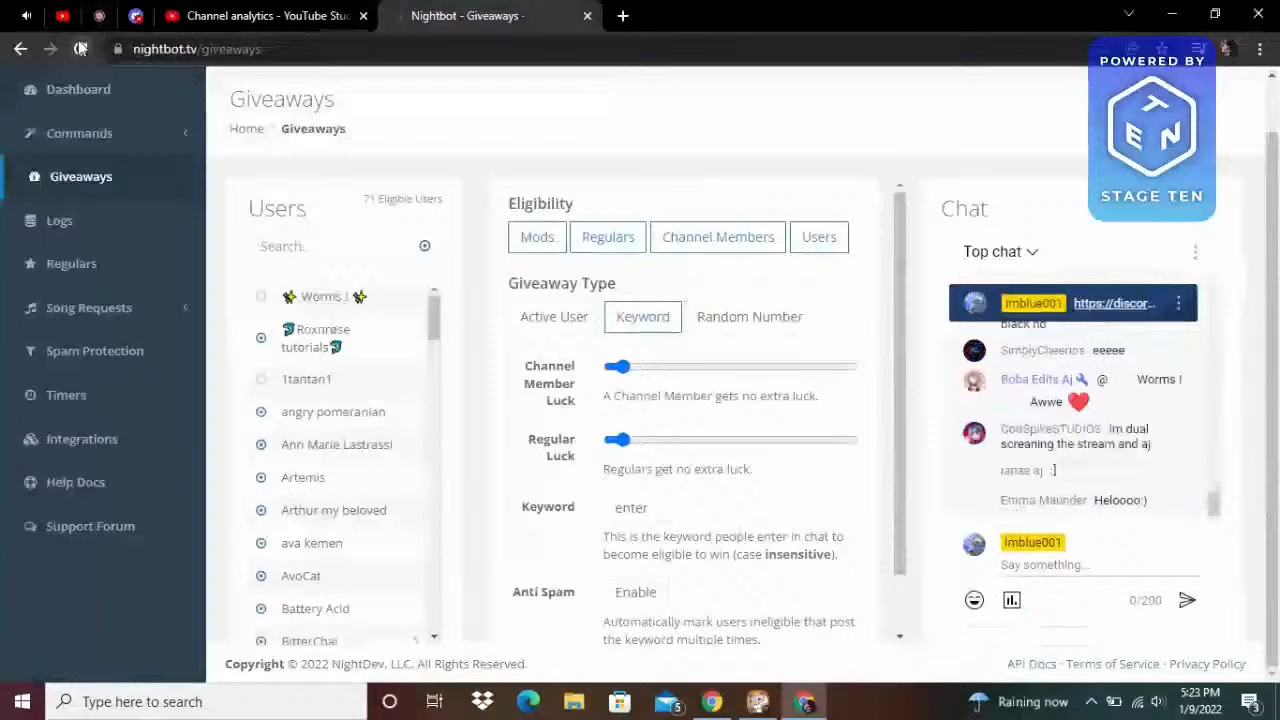 Channel analytics - YouTube Stu
Nightbot - Giveaways -
nightbot.tv/giveaways
POWERED BY
TEN
STAGE TEN
Dashboard
Commands
Giveaways
Logs
Regulars
Song Requests
Spam Protection
Timers
Integrations
Help Docs
Support Forum
Giveaways
Home Giveaways
Users
71 Eligible Users
Search.
✨ Worms ! ✨
Roxnrose
tutorials
1tantan1
angry pomeranian
Ann Marie Lastrassi
Artemis
Arthur my beloved
ava kemen
AvoCat
Battery Acid
BitterChai
Eligibility
Mods
Regulars
Channel Members
Users
Giveaway Type
Active User
Keyword
Random Number
Channel
Member
Luck
A Channel Member gets no extra luck.
Regular
Luck
Regulars get no extra luck.
Keyword
enter
This is the keyword people enter in chat to
become eligible to win (case insensitive).
Anti Spam
Enable
Automatically mark users ineligible that post
the keyword multiple times.
Chat
Top chat
Imblue001 https://discor...
SimplyCheerios eeeee
Boba Edits Aj @ Worms !
Awwe ❤
GooSpikeSTUDIOS Im dual
screaning the stream and aj
aj :]
Emma Maunder Heloooo:)
Imblue001
Say something...
0/200
Copyright © 2022 NightDev, LLC. All Rights Reserved.
API Docs · Terms of Service · Privacy Policy
Type here to search
5
Raining now
5:23 PM
1/9/2022
3